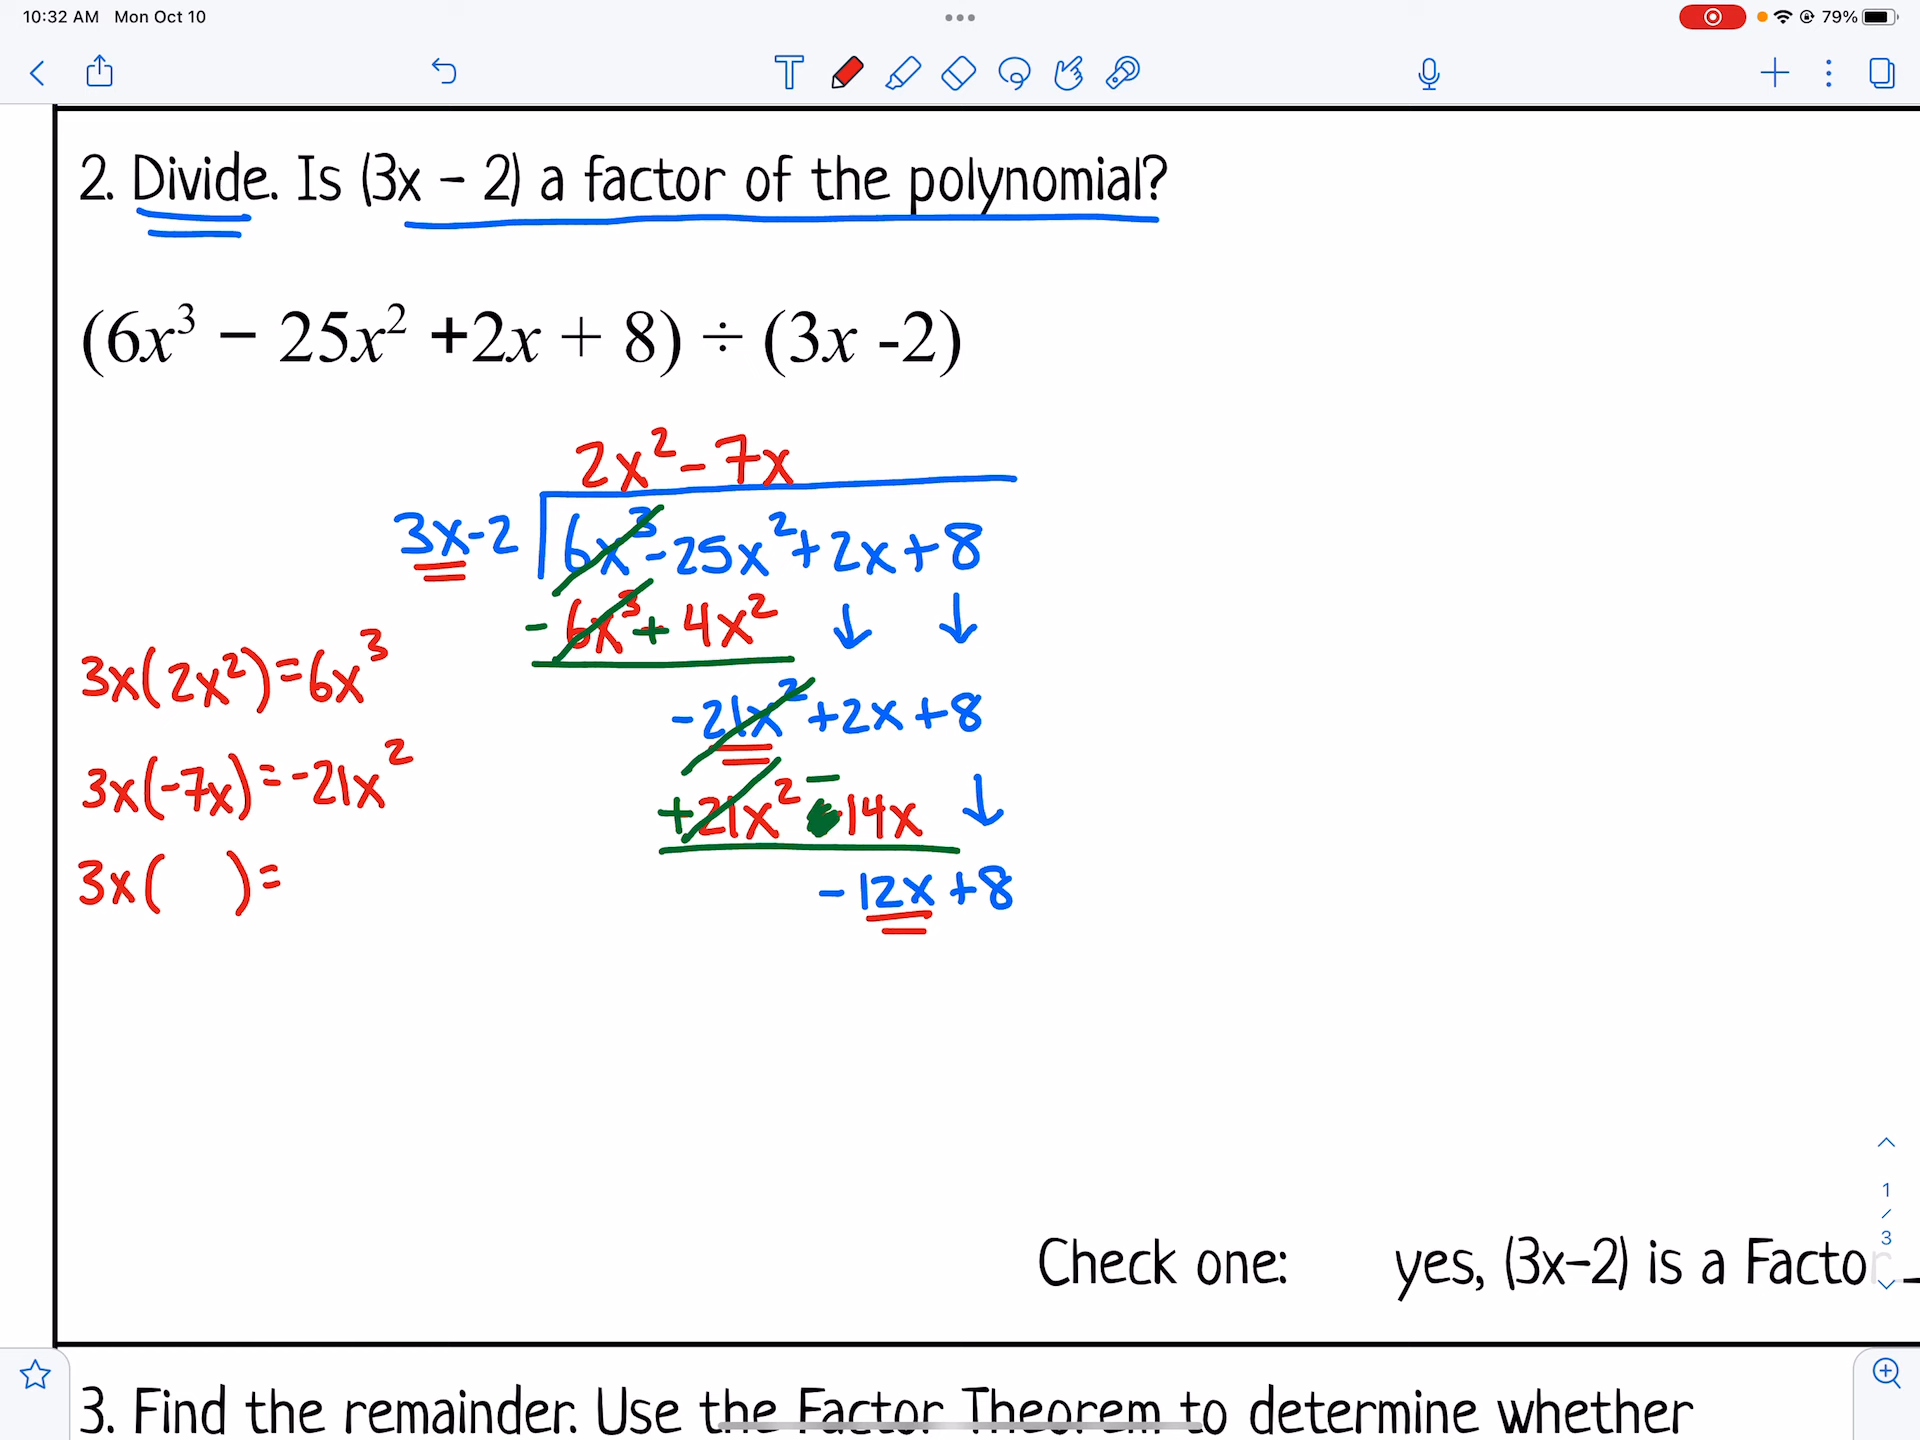 10:32 AM Mon Oct 10
79%
2. Divide. Is (3x – 2) a factor of the polynomial?
(6x³ − 25x² +2x + 8) ÷ (3x -2)
2x² - 7x
3x-2 6x³ - 25x² + 2x + 8
- 6x³ + 4x²
3x(2x²) = 6x³
-21x² + 2x + 8
3x(-7x) = -21x²
+ 21x² - 14x
3x( ) =
-12x + 8
1
/
3
Check one: yes, (3x-2) is a Factor
3. Find the remainder. Use the Factor Theorem to determine whether